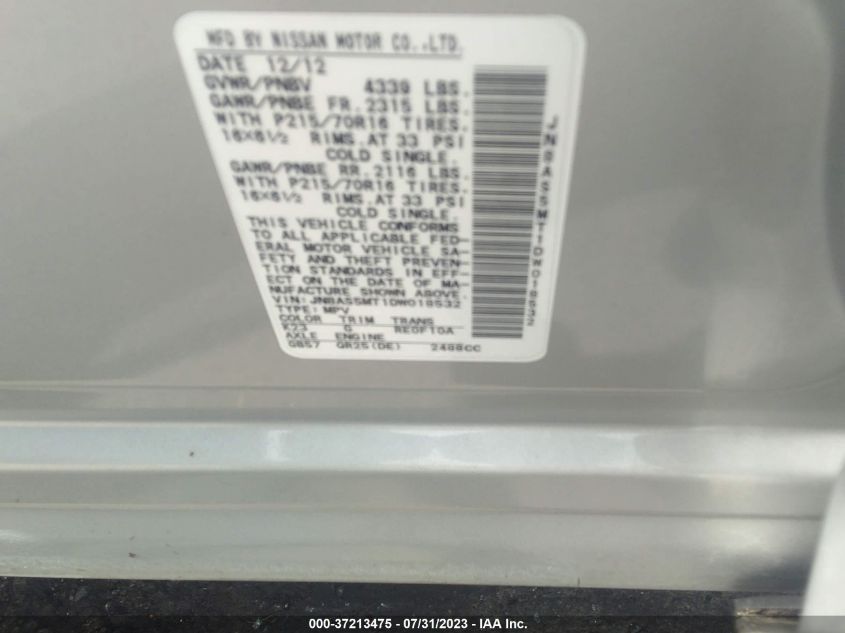 MFD BY NISSAN MOTOR CO.,LTD.
DATE 12/12
GVWR/PNBV 4339 LBS.
GAWR/PNBE FR. 2315 LBS.
WITH P215/70R16 TIRES.
16X6½ RIMS. AT 33 PSI
COLD SINGLE.
GAWR/PNBE RR. 2116 LBS.
WITH P215/70R16 TIRES.
16X6½ RIMS. AT 33 PSI
COLD SINGLE.
THIS VEHICLE CONFORMS
TO ALL APPLICABLE FED-
ERAL MOTOR VEHICLE SA-
FETY AND THEFT PREVEN-
TION STANDARDS IN EFF-
ECT ON THE DATE OF MA-
NUFACTURE SHOWN ABOVE.
VIN: JN8AS5MT1DW018532
TYPE: MPV
COLOR TRIM TRANS
K23 G RE0F10A
AXLE ENGINE
GB57 QR25(DE) 2488CC
JN8AS5MT1DW018532
000-37213475 - 07/31/2023 - IAA Inc.